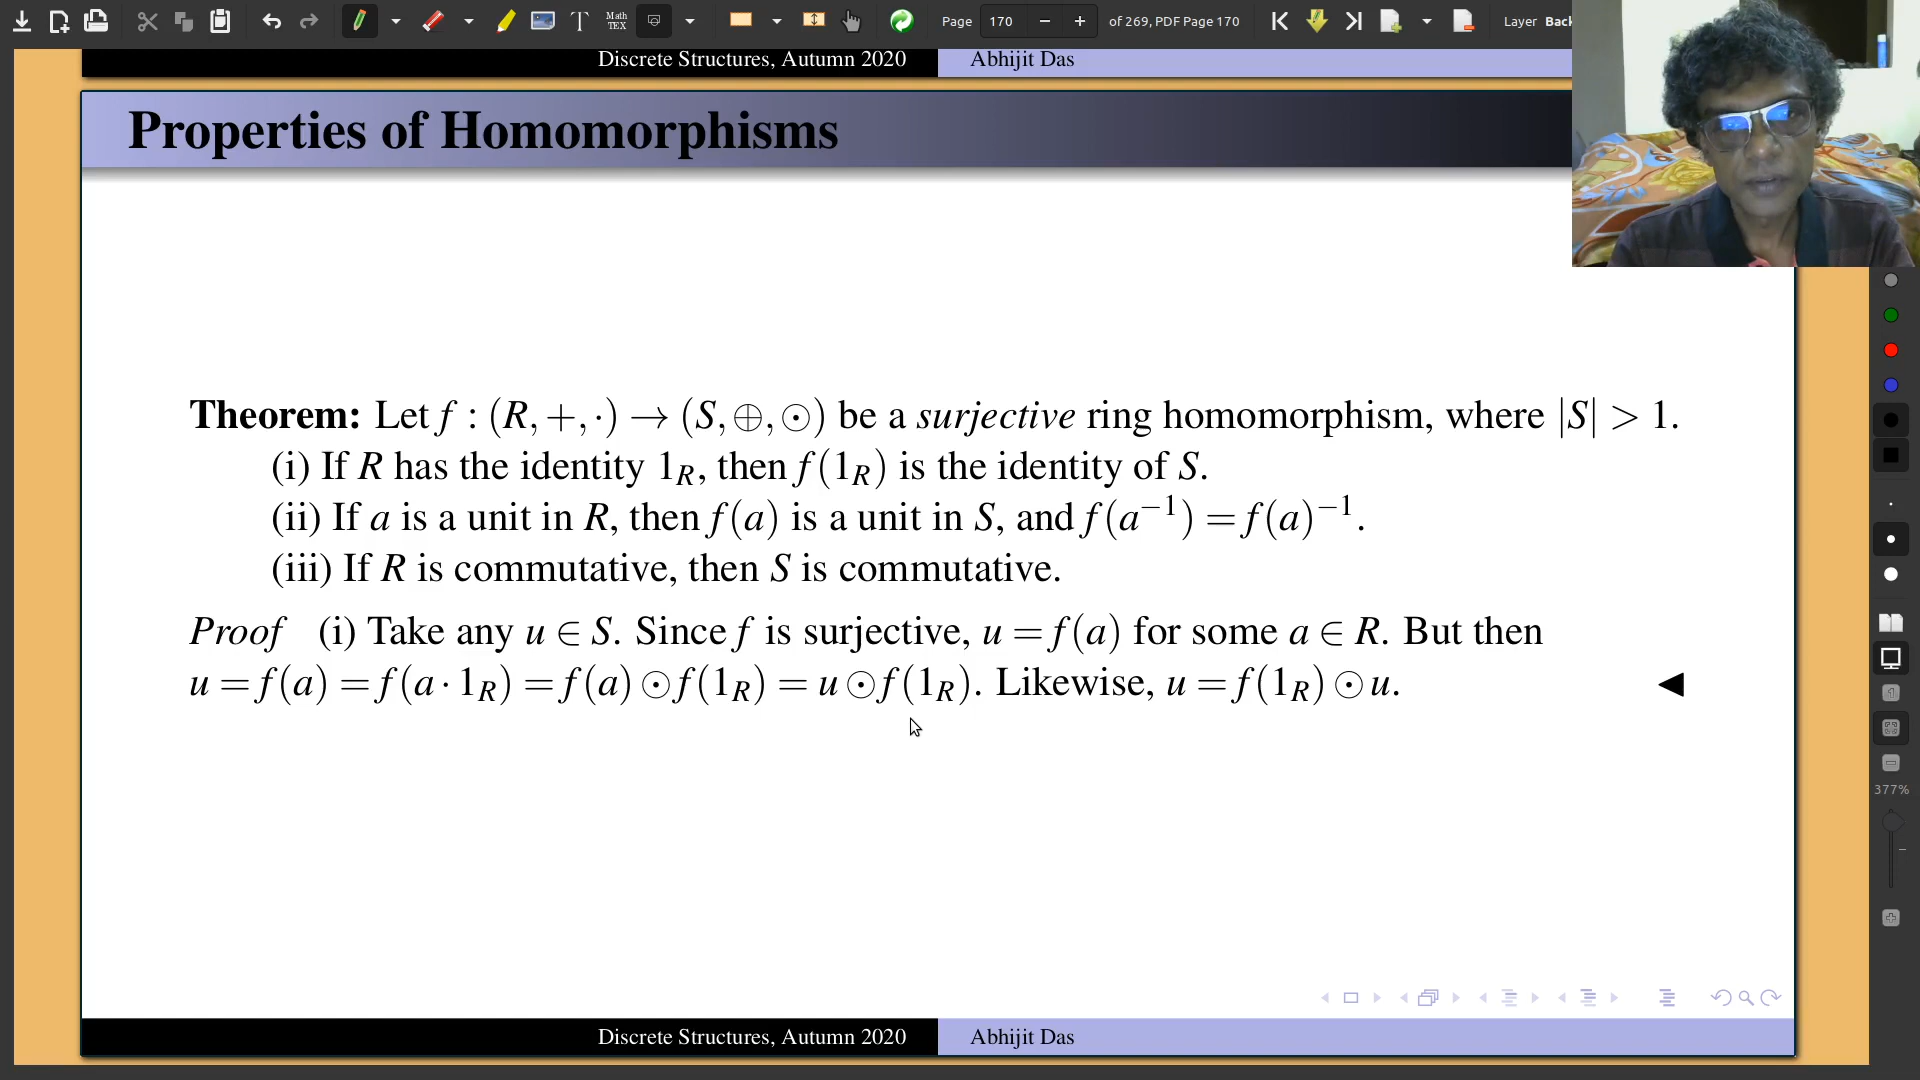 Page 170 − + of 269, PDF Page 170 Layer Back
Math
TEX
Discrete Structures, Autumn 2020 Abhijit Das
Properties of Homomorphisms
Theorem: Let f : (R, +, ·) → (S, ⊕, ⊙) be a surjective ring homomorphism, where |S| > 1.
(i) If R has the identity 1_R, then f(1_R) is the identity of S.
(ii) If a is a unit in R, then f(a) is a unit in S, and f(a⁻¹) = f(a)⁻¹.
(iii) If R is commutative, then S is commutative.
Proof (i) Take any u ∈ S. Since f is surjective, u = f(a) for some a ∈ R. But then
u = f(a) = f(a · 1_R) = f(a) ⊙ f(1_R) = u ⊙ f(1_R). Likewise, u = f(1_R) ⊙ u. ◀
377%
Discrete Structures, Autumn 2020 Abhijit Das